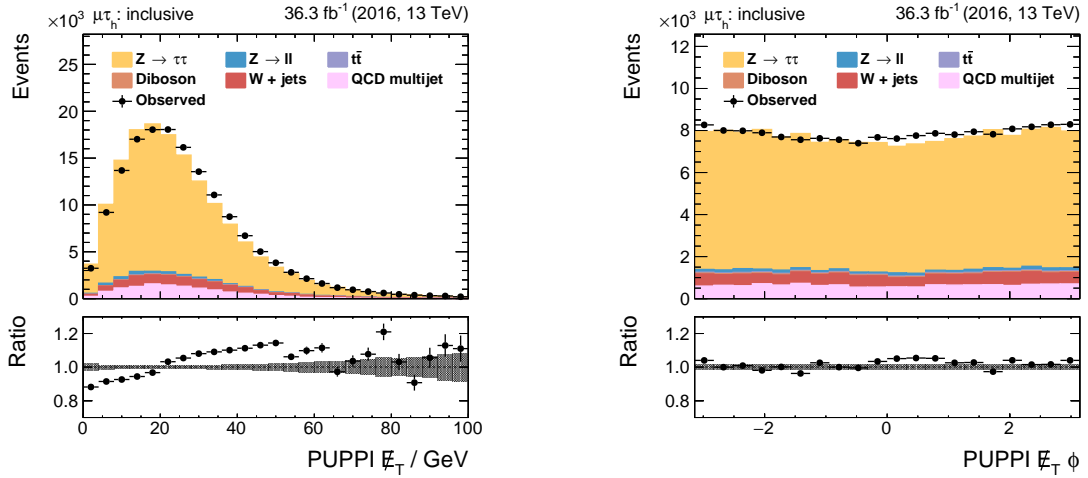 μτh: inclusive 36.3 fb⁻¹ (2016, 13 TeV)
×10³
Events
Z → ττ Z → ll tt̄
Diboson W + jets QCD multijet
Observed
25
20
15
10
5
0
Ratio
1.2
1.0
0.8
0 20 40 60 80 100
PUPPI E̸T / GeV
μτh: inclusive 36.3 fb⁻¹ (2016, 13 TeV)
×10³
Events
Z → ττ Z → ll tt̄
Diboson W + jets QCD multijet
Observed
12
10
8
6
4
2
0
Ratio
1.2
1.0
0.8
−2 0 2
PUPPI E̸T ϕ